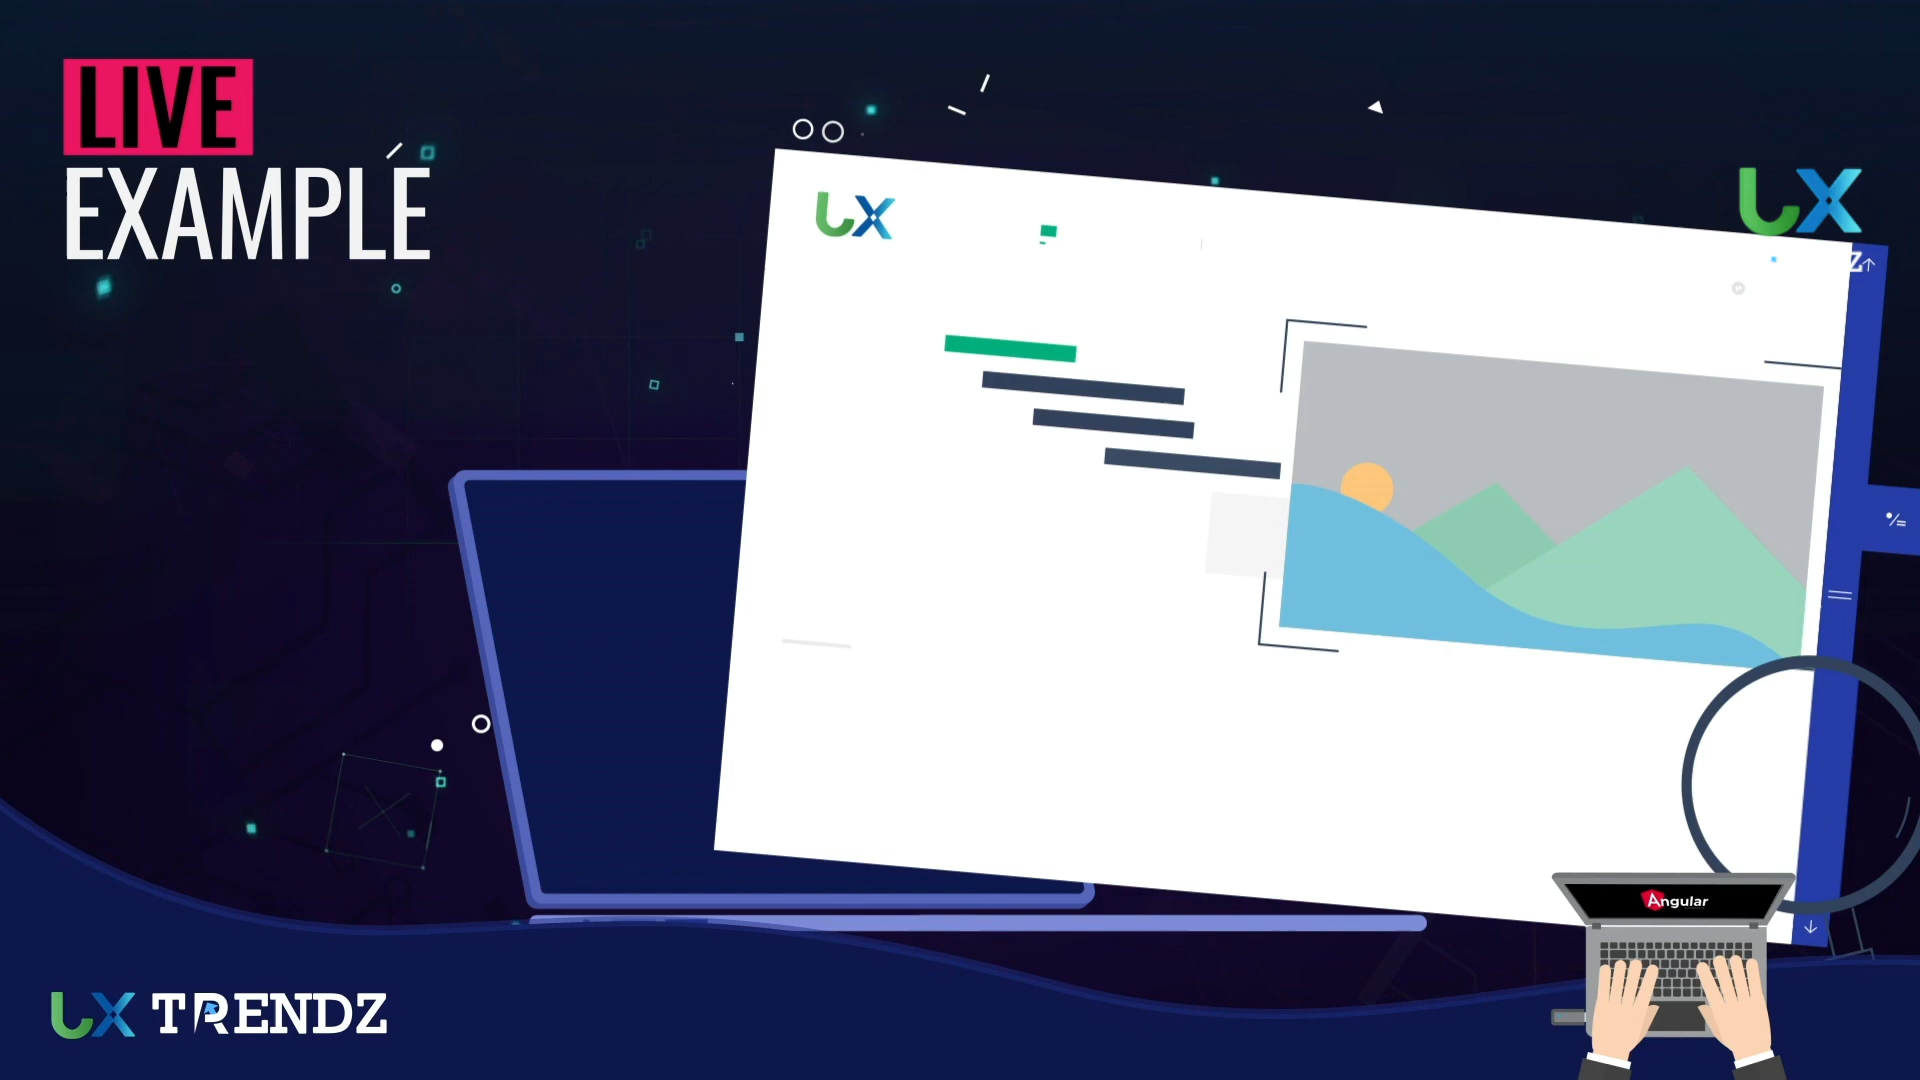 LIVE
EXAMPLE
UX
UX
Z
Angular
UX TRENDZ